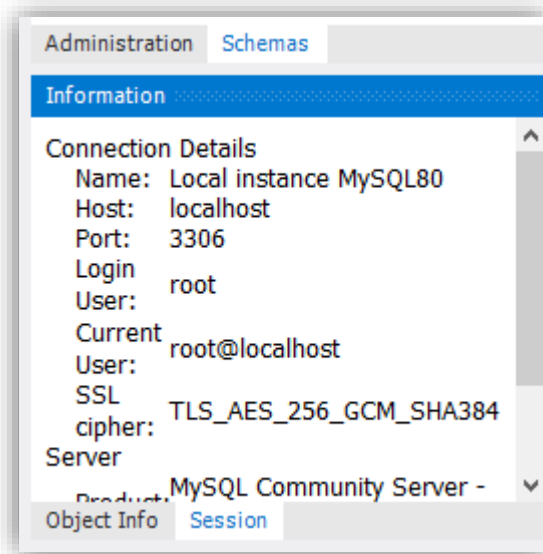 Administration Schemas
Information
Connection Details
Name: Local instance MySQL80
Host: localhost
Port: 3306
Login User: root
Current User: root@localhost
SSL cipher: TLS_AES_256_GCM_SHA384
Server
Product: MySQL Community Server -
Object Info Session